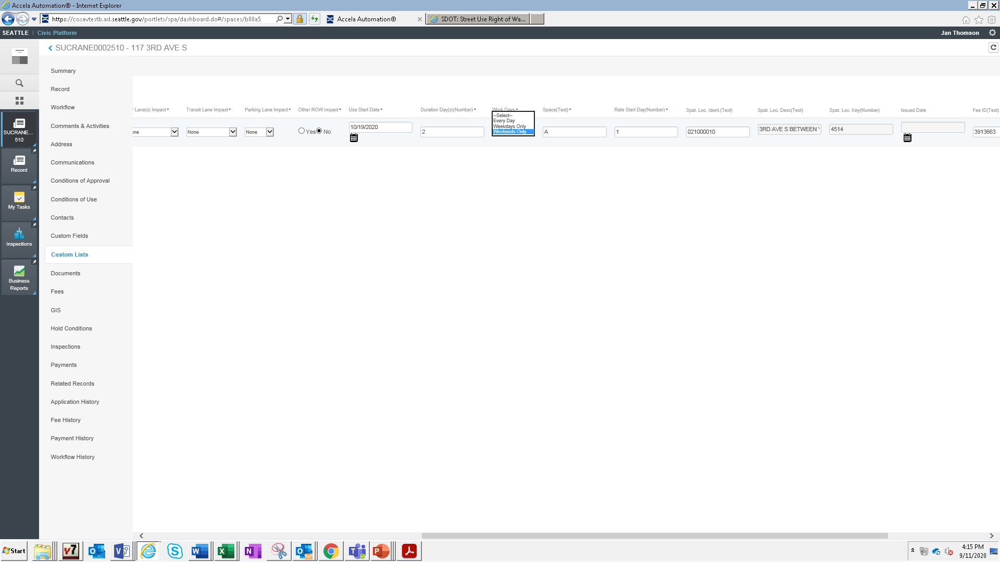 Accela Automation® - Internet Explorer
https://cosavtestb.ad.seattle.gov/portlets/spa/dashboard.do#/spaces/b80a5
Accela Automation®
SDOT: Street Use Right of Wa...
SEATTLE
Civic Platform
Jan Thomson
SUCRANE0002510 - 117 3RD AVE S
SUCRANE...
510
Record
My Tasks
Inspections
Business
Reports
Summary
Record
Workflow
Comments & Activities
Address
Communications
Conditions of Approval
Conditions of Use
Contacts
Custom Fields
Custom Lists
Documents
Fees
GIS
Hold Conditions
Inspections
Payments
Related Records
Application History
Fee History
Payment History
Workflow History
Lane(s) Impact * Transit Lane Impact * Parking Lane Impact * Other ROW Impact * Use Start Date * Duration Day(s)(Number) * Work Days * Space(Text) * Rate Start Day(Number) * Spat. Loc. Ident.(Text) Spat. Loc. Desc(Text) Spat. Loc. Key(Number) Issued Date Fee ID(Text)
one None None Yes No 10/19/2020 2 A 1 021000010 3RD AVE S BETWEEN 4514 3913663
--Select--
Every Day
Weekdays Only
Weekends Only
Start
4:15 PM
9/11/2020